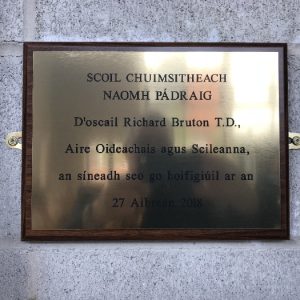 SCOIL CHUIMSITHEACH
NAOMH PÁDRAIG
D'oscail Richard Bruton T.D.,
Aire Oideachais agus Scileanna,
an síneadh seo go hoifigiúil ar an
27 Aibreán 2018